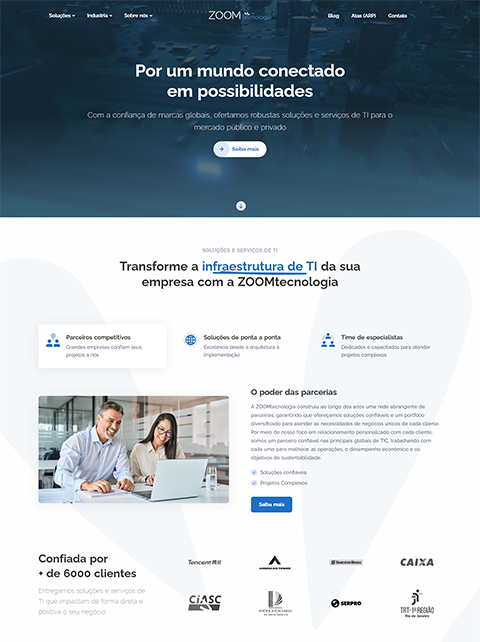 Soluções Industria Sobre nós ZOOM tecnologia Blog Atas (ARP) Contato
Por um mundo conectado
em possibilidades
Com a confiança de marcas globais, ofertamos robustas soluções e serviços de TI para o
mercado público e privado
Saiba mais
SOLUÇÕES E SERVIÇOS DE TI
Transforme a infraestrutura de TI da sua
empresa com a ZOOMtecnologia
Parceiros competitivos
Grandes empresas confiam seus
projetos a nós
Soluções de ponta a ponta
Excelência desde a arquitetura à
implementação
Time de especialistas
Dedicados e capacitados para atender
projetos complexos
O poder das parcerias
A ZOOMtecnologia construiu ao longo dos anos uma rede abrangente de
parcerias, garantindo que ofereçamos soluções confiáveis e um portfólio
diversificado para atender as necessidades de negócios únicos de cada cliente.
Por meio de nosso foco em relacionamento personalizado com cada cliente,
somos um parceiro confiável nas principais globais de TIC, trabalhando com
cada uma para melhorar as operações, o desempenho econômico e os
objetivos de sustentabilidade.
Soluções confiáveis
Projetos Complexos
Saiba mais
Confiada por
+ de 6000 clientes
Entregamos soluções e serviços de
TI que impactam de forma direta e
positiva o seu negócio.
Tencent
AMERICAN TOWER
CAIXA
CIASC
PODER JUDICIÁRIO
de Santa Catarina
SERPRO
TRT-1ª REGIÃO
Rio de Janeiro